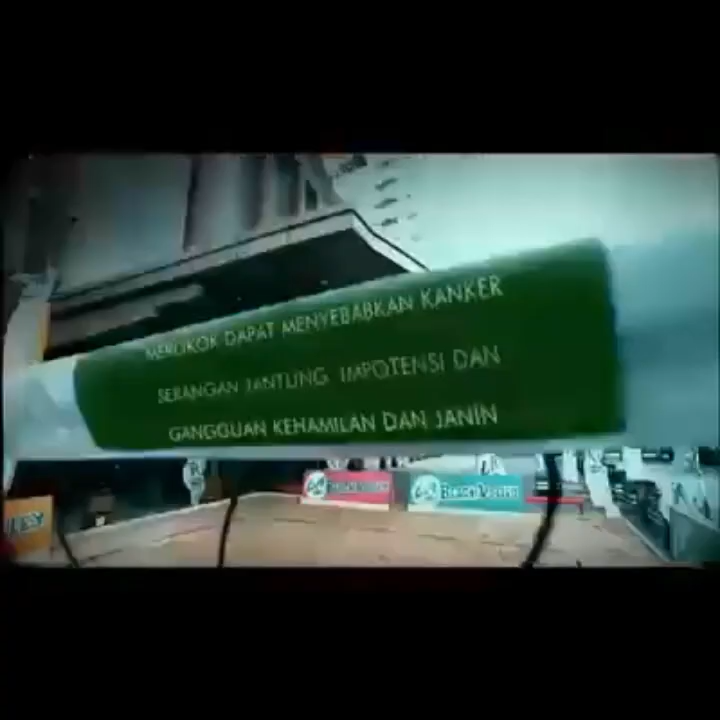 MEROKOK DAPAT MENYEBABKAN KANKER
SERANGAN JANTUNG IMPOTENSI DAN
GANGGUAN KEHAMILAN DAN JANIN